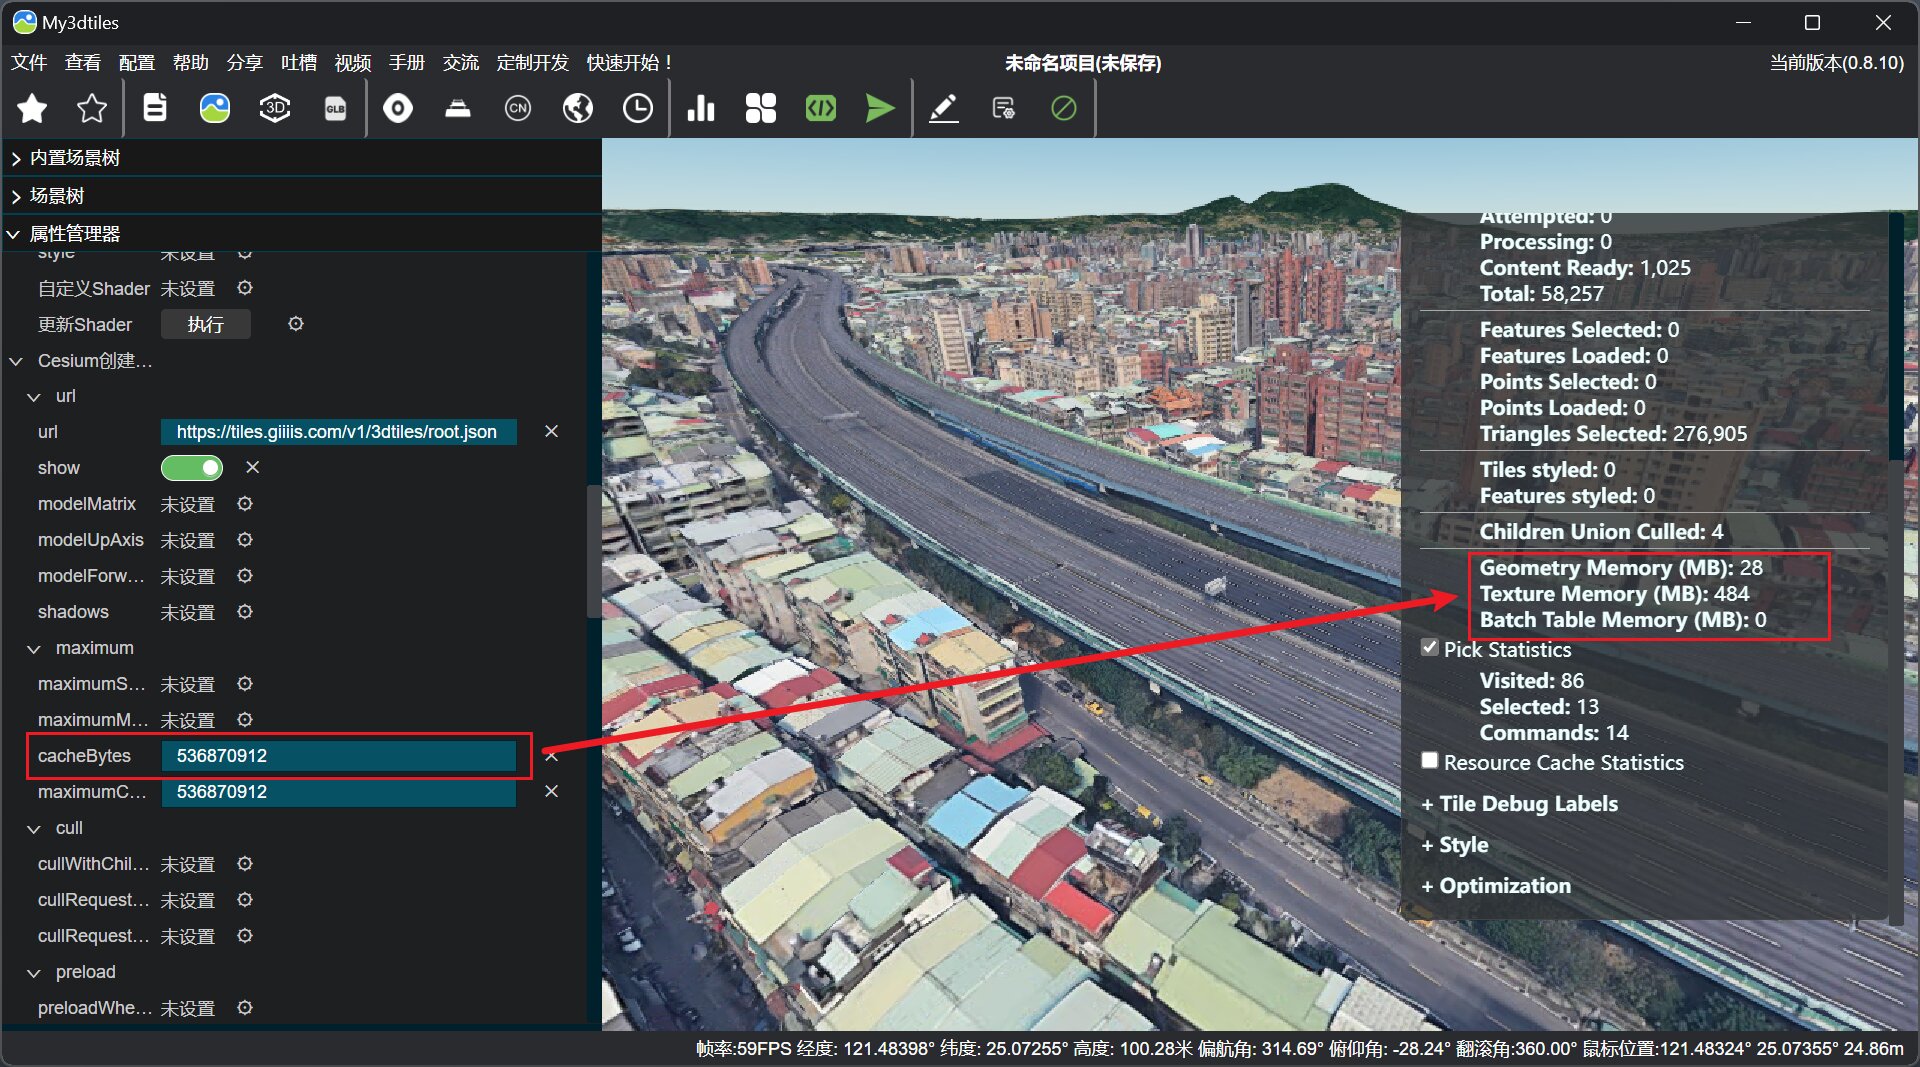 My3dtiles
文件 查看 配置 帮助 分享 吐槽 视频 手册 交流 定制开发 快速开始！
未命名项目(未保存)
当前版本(0.8.10)
3D
GLB
CN
内置场景树
场景树
属性管理器
style 未设置
自定义Shader 未设置
更新Shader 执行
Cesium创建...
url
url https://tiles.giiiis.com/v1/3dtiles/root.json
show
modelMatrix 未设置
modelUpAxis 未设置
modelForw... 未设置
shadows 未设置
maximum
maximumS... 未设置
maximumM... 未设置
cacheBytes 536870912
maximumC... 536870912
cull
cullWithChil... 未设置
cullRequest... 未设置
cullRequest... 未设置
preload
preloadWhe... 未设置
Attempted: 0
Processing: 0
Content Ready: 1,025
Total: 58,257
Features Selected: 0
Features Loaded: 0
Points Selected: 0
Points Loaded: 0
Triangles Selected: 276,905
Tiles styled: 0
Features styled: 0
Children Union Culled: 4
Geometry Memory (MB): 28
Texture Memory (MB): 484
Batch Table Memory (MB): 0
Pick Statistics
Visited: 86
Selected: 13
Commands: 14
Resource Cache Statistics
+ Tile Debug Labels
+ Style
+ Optimization
帧率:59FPS 经度: 121.48398° 纬度: 25.07255° 高度: 100.28米 偏航角: 314.69° 俯仰角: -28.24° 翻滚角:360.00° 鼠标位置:121.48324° 25.07355° 24.86m